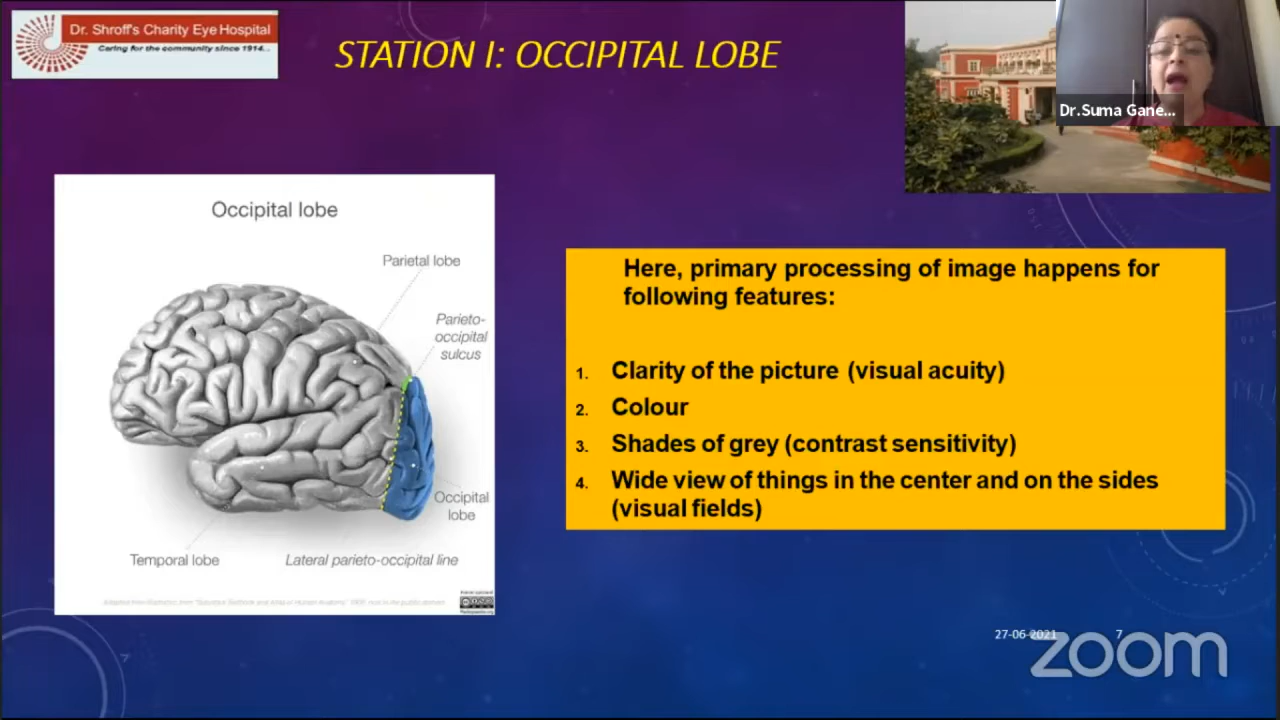 Dr. Shroff's Charity Eye Hospital
Caring for the community since 1914...
STATION I: OCCIPITAL LOBE
Dr.Suma Gane...
Occipital lobe
Parietal lobe
Parieto-
occipital
sulcus
Occipital
lobe
Temporal lobe
Lateral parieto-occipital line
Here, primary processing of image happens for
following features:
1. Clarity of the picture (visual acuity)
2. Colour
3. Shades of grey (contrast sensitivity)
4. Wide view of things in the center and on the sides
(visual fields)
27-06-2021
7
zoom